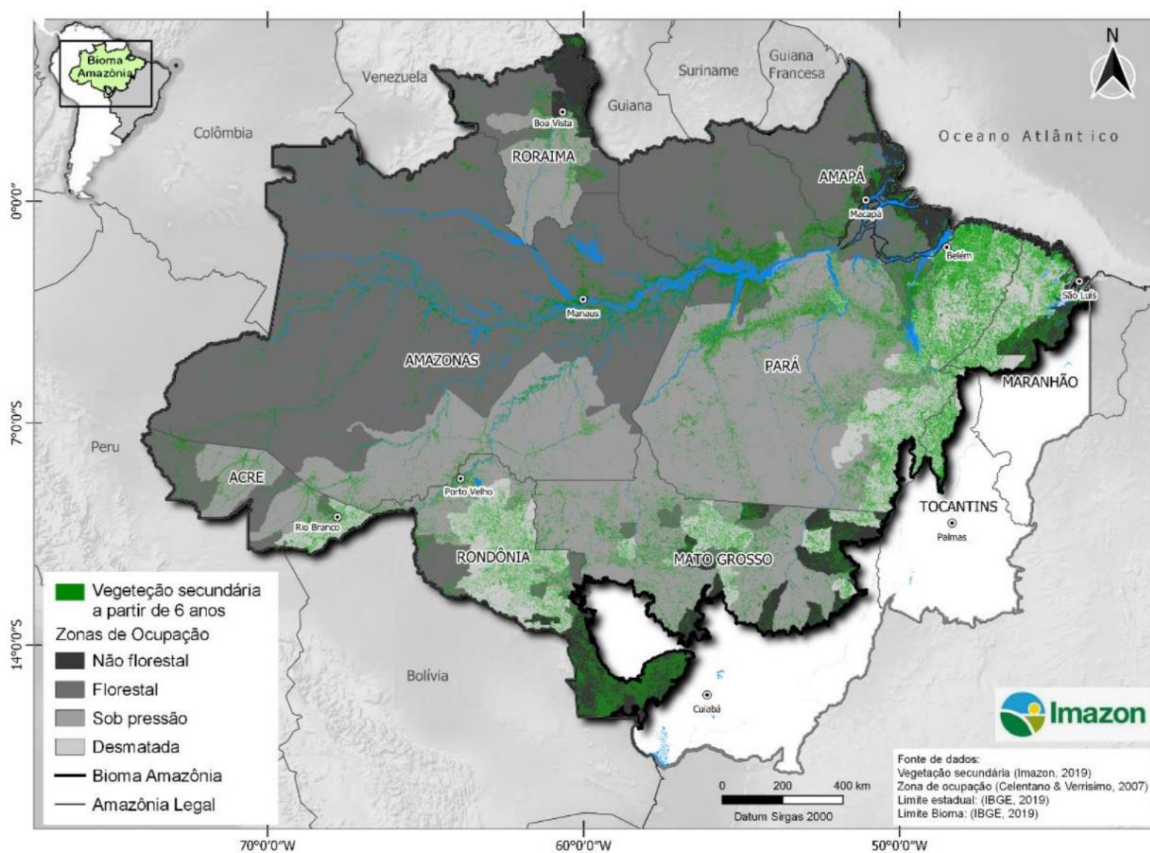 Bioma
Amazônia
N
Venezuela
Suriname
Guiana
Francesa
Guiana
Colômbia
Oceano Atlântico
Boa Vista
RORAIMA
AMAPÁ
Macapá
0°0'0"
Belém
São Luís
Manaus
AMAZONAS
PARÁ
MARANHÃO
7°0'0"S
Peru
ACRE
Porto Velho
Rio Branco
TOCANTINS
Palmas
RONDÔNIA
MATO GROSSO
14°0'0"S
Bolívia
Cuiabá
Vegeteção secundária
a partir de 6 anos
Zonas de Ocupação
Não florestal
Florestal
Sob pressão
Desmatada
Bioma Amazônia
Amazônia Legal
Imazon
0 200 400 km
Datum Sirgas 2000
Fonte de dados:
Vegetação secundária (Imazon, 2019)
Zona de ocupação (Celentano & Verrisimo, 2007)
Limite estadual: (IBGE, 2019)
Limite Bioma: (IBGE, 2019)
70°0'0"W
60°0'0"W
50°0'0"W